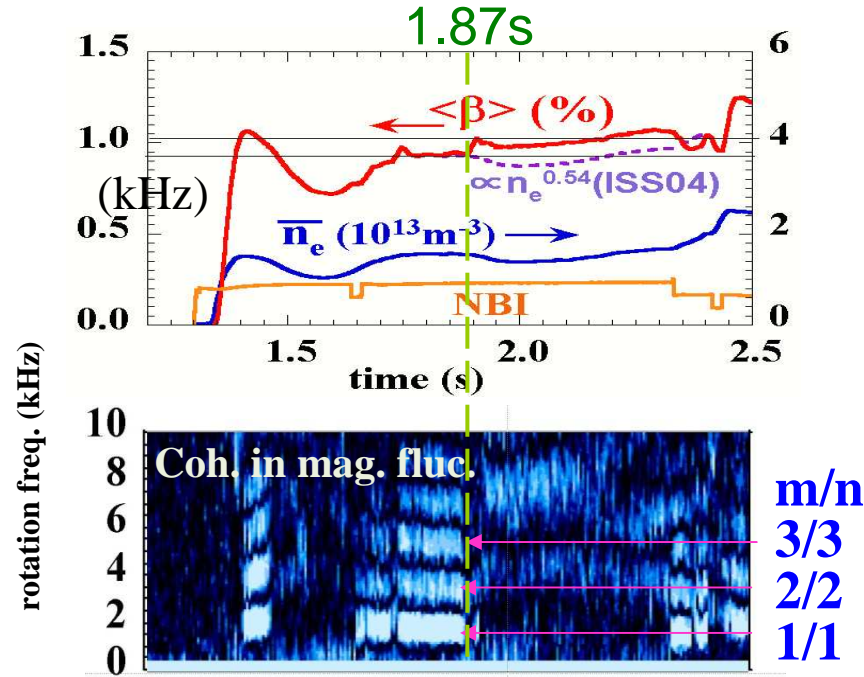 1.87s
1.5
6
<β> (%)
1.0
4
∝n_e^0.54(ISS04)
(kHz)
0.5
n̅_e̅ (10^13m^-3)
2
NBI
0.0
0
1.5
2.0
2.5
time (s)
rotation freq. (kHz)
10
8
6
4
2
0
Coh. in mag. fluc.
m/n
3/3
2/2
1/1